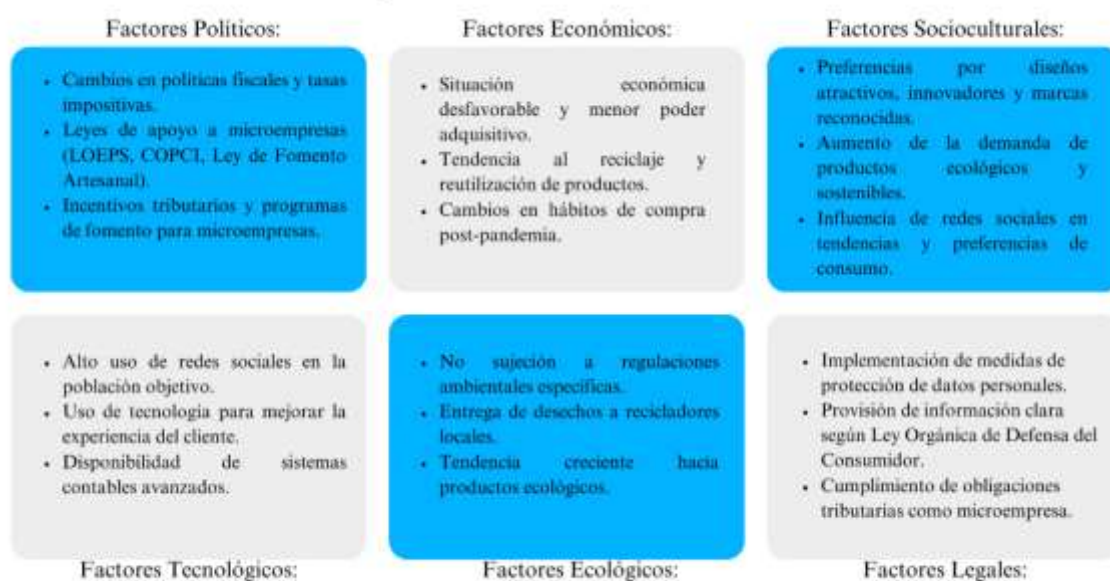 Factores Políticos:
• Cambios en políticas fiscales y tasas
impositivas.
• Leyes de apoyo a microempresas
(LOEPS, COPCI, Ley de Fomento
Artesanal).
• Incentivos tributarios y programas
de fomento para microempresas.
Factores Económicos:
• Situación económica
desfavorable y menor poder
adquisitivo.
• Tendencia al reciclaje y
reutilización de productos.
• Cambios en hábitos de compra
post-pandemia.
Factores Socioculturales:
• Preferencias por diseños
atractivos, innovadores y marcas
reconocidas.
• Aumento de la demanda de
productos ecológicos y
sostenibles.
• Influencia de redes sociales en
tendencias y preferencias de
consumo.
• Alto uso de redes sociales en la
población objetivo.
• Uso de tecnología para mejorar la
experiencia del cliente.
• Disponibilidad de sistemas
contables avanzados.
Factores Tecnológicos:
• No sujeción a regulaciones
ambientales específicas.
• Entrega de desechos a recicladores
locales.
• Tendencia creciente hacia
productos ecológicos.
Factores Ecológicos:
• Implementación de medidas de
protección de datos personales.
• Provisión de información clara
según Ley Orgánica de Defensa del
Consumidor.
• Cumplimiento de obligaciones
tributarias como microempresa.
Factores Legales: